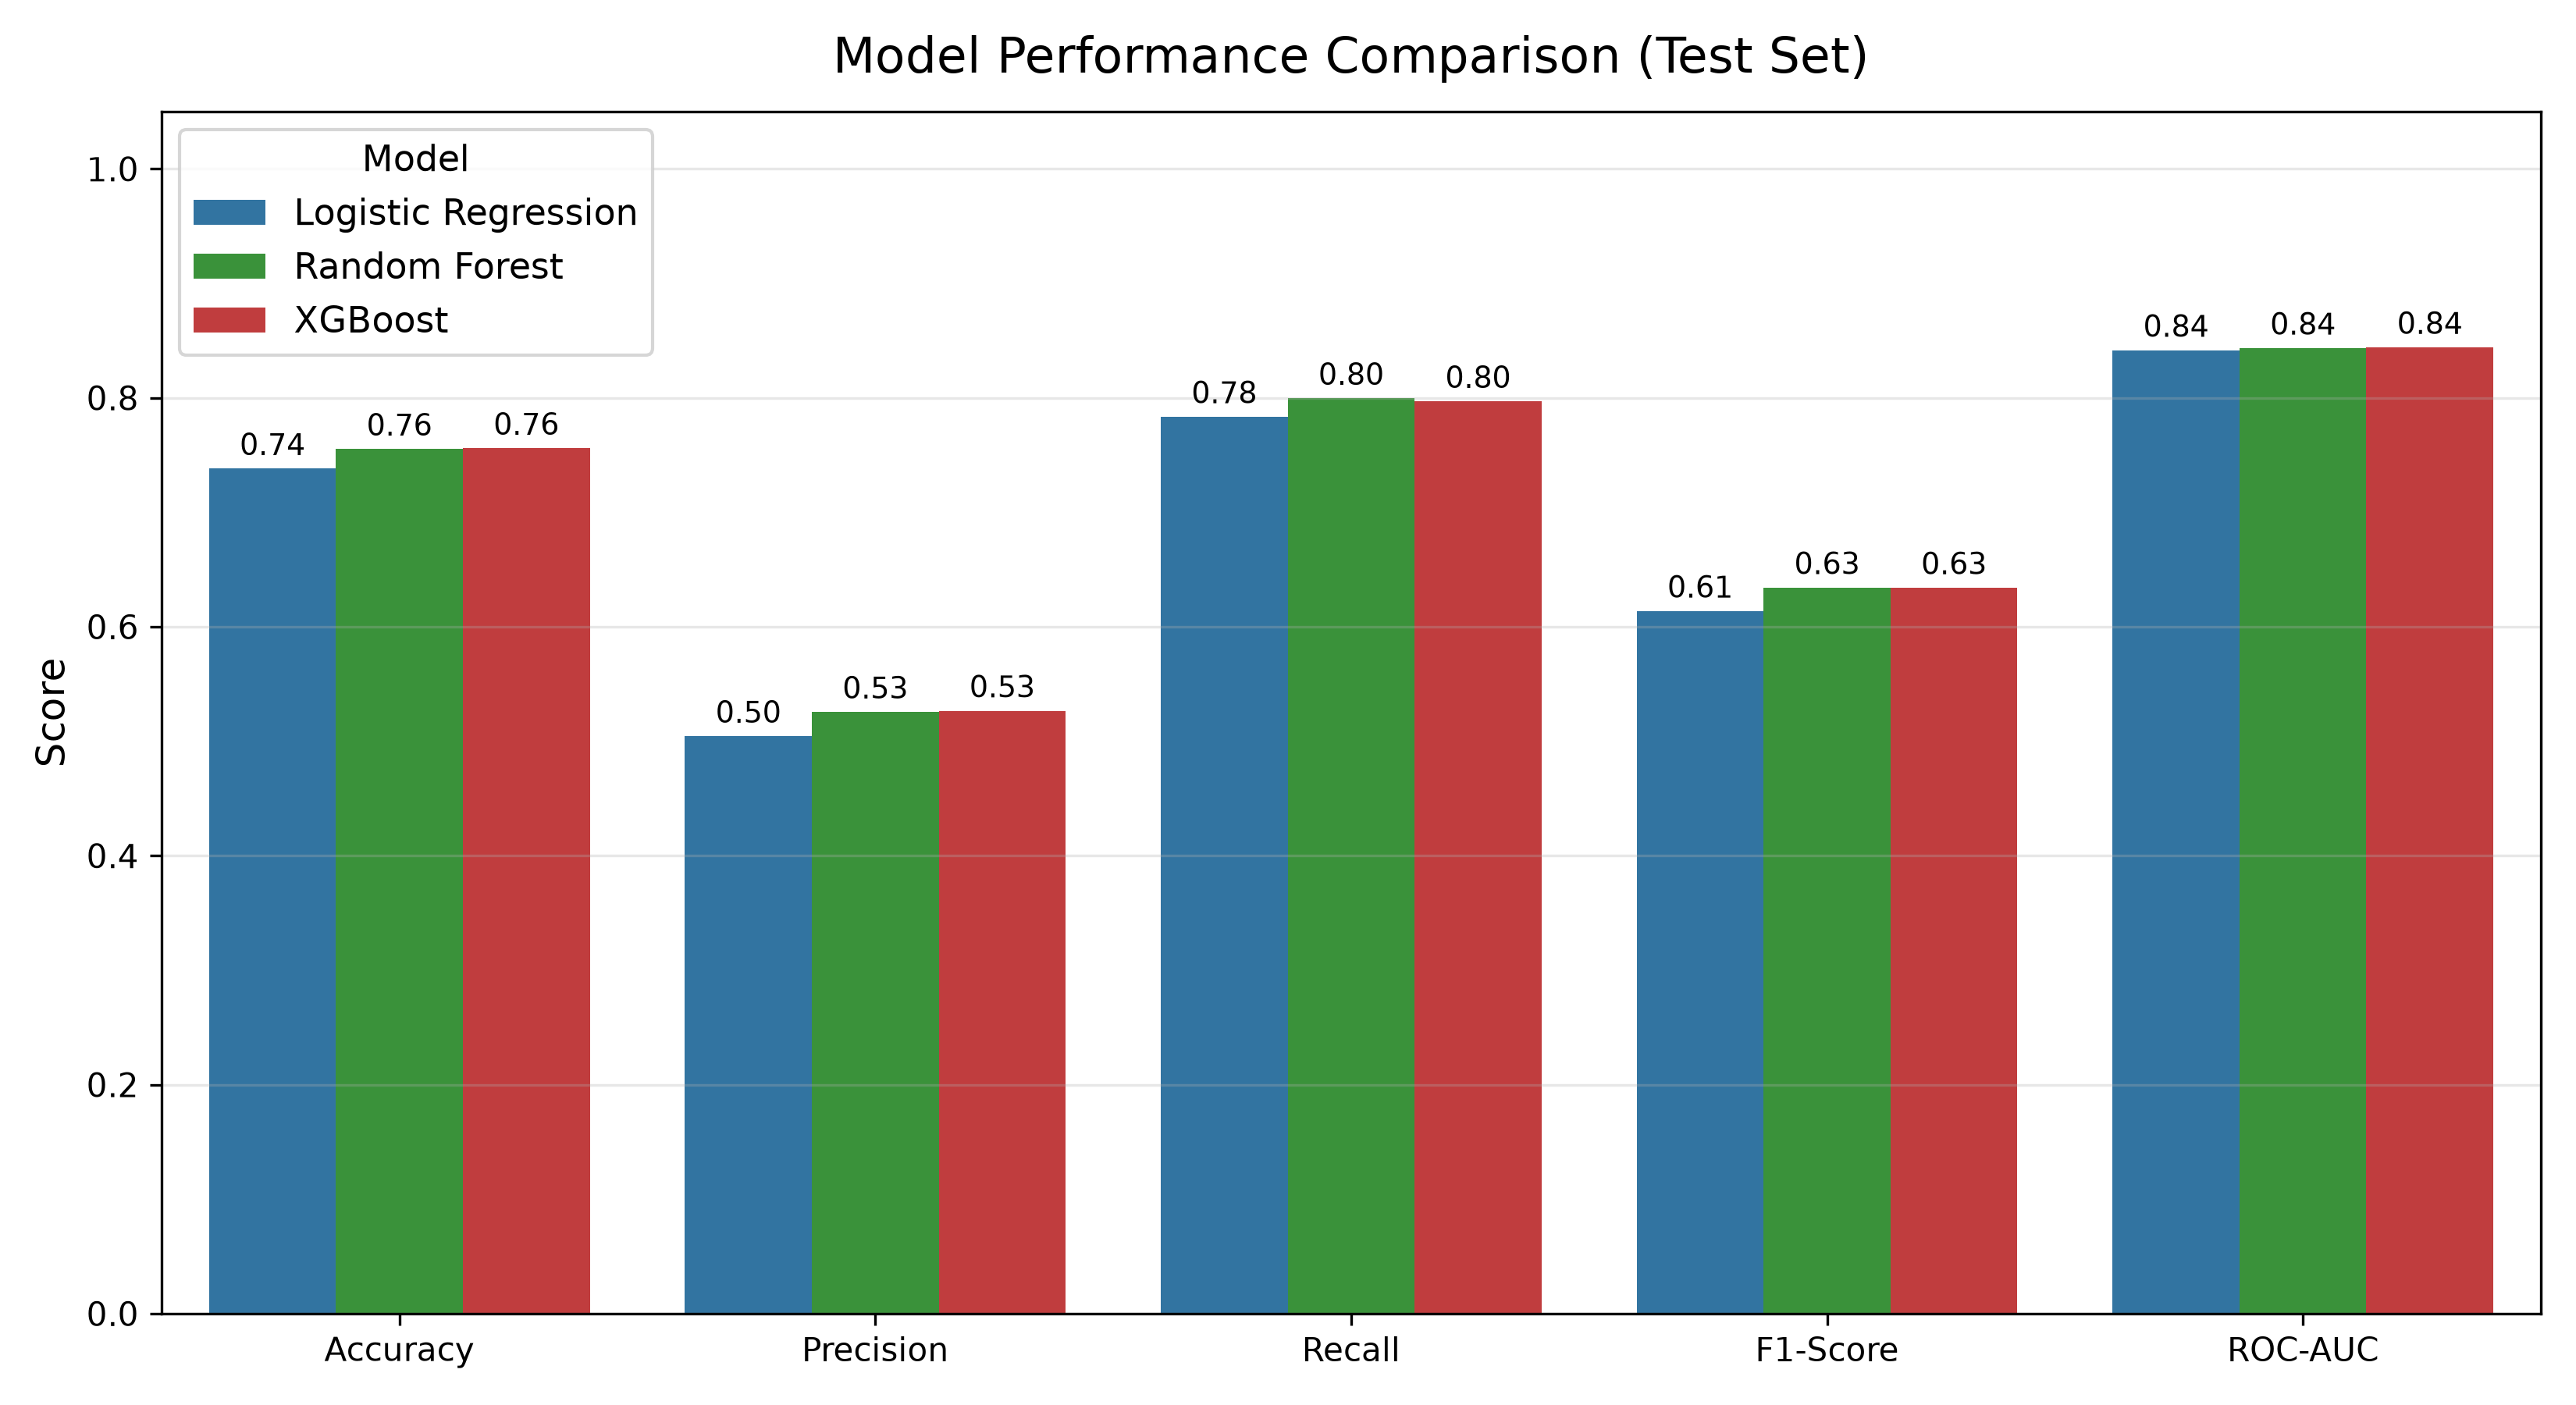 Model Performance Comparison (Test Set)
Model
Logistic Regression
Random Forest
XGBoost
Score
1.0
0.8
0.6
0.4
0.2
0.0
0.74
0.76
0.76
0.50
0.53
0.53
0.78
0.80
0.80
0.61
0.63
0.63
0.84
0.84
0.84
Accuracy
Precision
Recall
F1-Score
ROC-AUC